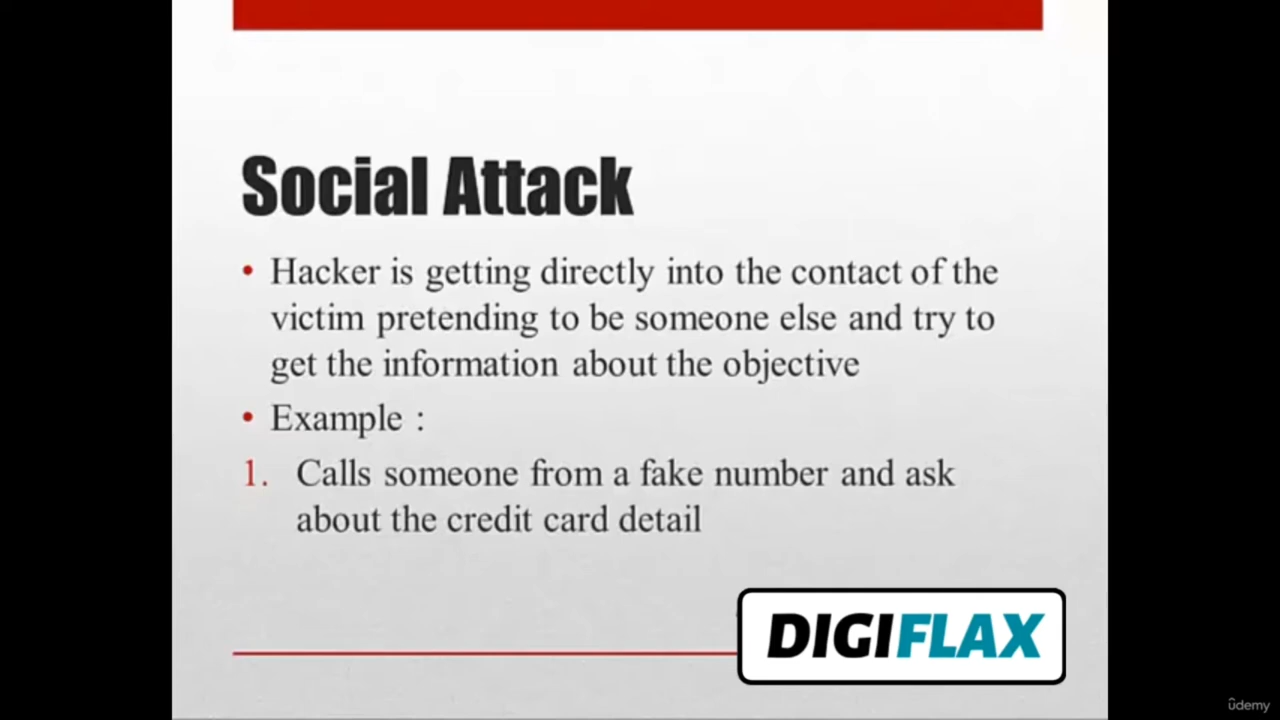 Social Attack
• Hacker is getting directly into the contact of the
victim pretending to be someone else and try to
get the information about the objective
• Example :
1. Calls someone from a fake number and ask
about the credit card detail
DIGIFLAX
ûdemy